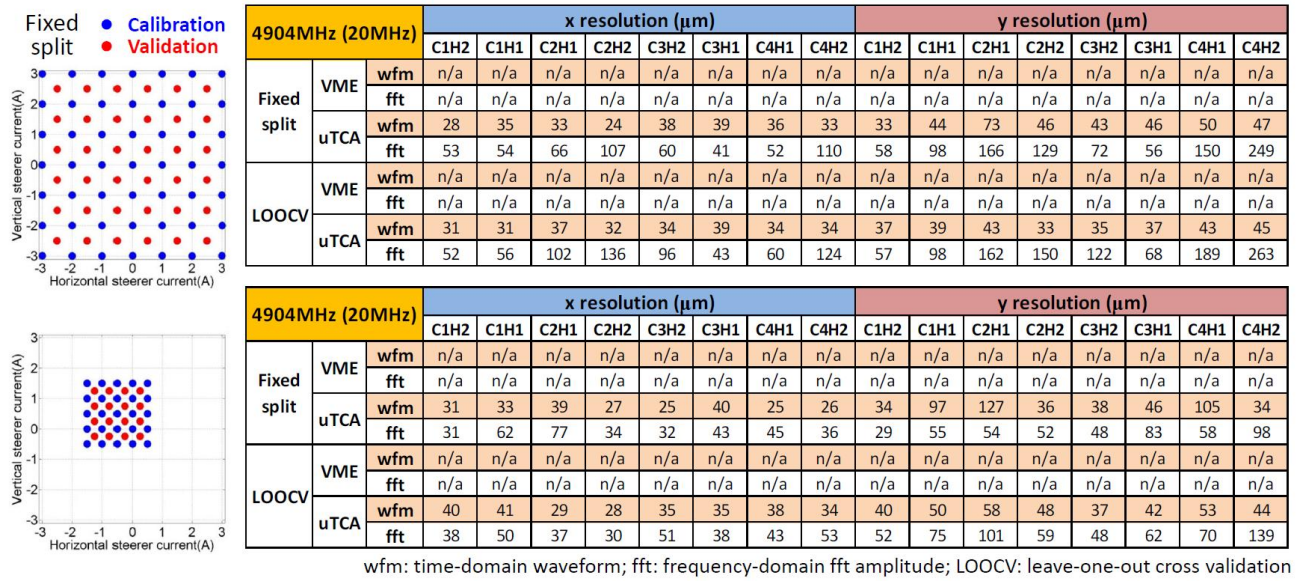 Fixed split
Calibration
Validation
3
2
1
0
-1
-2
-3
-3 -2 -1 0 1 2 3
Vertical steerer current(A)
Horizontal steerer current(A)
4904MHz (20MHz) x resolution (μm) y resolution (μm)
C1H2 C1H1 C2H1 C2H2 C3H2 C3H1 C4H1 C4H2 C1H2 C1H1 C2H1 C2H2 C3H2 C3H1 C4H1 C4H2
Fixed split VME wfm n/a n/a n/a n/a n/a n/a n/a n/a n/a n/a n/a n/a n/a n/a n/a n/a
fft n/a n/a n/a n/a n/a n/a n/a n/a n/a n/a n/a n/a n/a n/a n/a n/a
uTCA wfm 28 35 33 24 38 39 36 33 33 44 73 46 43 46 50 47
fft 53 54 66 107 60 41 52 110 58 98 166 129 72 56 150 249
LOOCV VME wfm n/a n/a n/a n/a n/a n/a n/a n/a n/a n/a n/a n/a n/a n/a n/a n/a
fft n/a n/a n/a n/a n/a n/a n/a n/a n/a n/a n/a n/a n/a n/a n/a n/a
uTCA wfm 31 31 37 32 34 39 34 34 37 39 43 33 35 37 43 45
fft 52 56 102 136 96 43 60 124 57 98 162 150 122 68 189 263
3
2
1
0
-1
-2
-3
-3 -2 -1 0 1 2 3
Vertical steerer current(A)
Horizontal steerer current(A)
4904MHz (20MHz) x resolution (μm) y resolution (μm)
C1H2 C1H1 C2H1 C2H2 C3H2 C3H1 C4H1 C4H2 C1H2 C1H1 C2H1 C2H2 C3H2 C3H1 C4H1 C4H2
Fixed split VME wfm n/a n/a n/a n/a n/a n/a n/a n/a n/a n/a n/a n/a n/a n/a n/a n/a
fft n/a n/a n/a n/a n/a n/a n/a n/a n/a n/a n/a n/a n/a n/a n/a n/a
uTCA wfm 31 33 39 27 25 40 25 26 34 97 127 36 38 46 105 34
fft 31 62 77 34 32 43 45 36 29 55 54 52 48 83 58 98
LOOCV VME wfm n/a n/a n/a n/a n/a n/a n/a n/a n/a n/a n/a n/a n/a n/a n/a n/a
fft n/a n/a n/a n/a n/a n/a n/a n/a n/a n/a n/a n/a n/a n/a n/a n/a
uTCA wfm 40 41 29 28 35 35 38 34 40 50 58 48 37 42 53 44
fft 38 50 37 30 51 38 43 53 52 75 101 59 48 62 70 139
wfm: time-domain waveform; fft: frequency-domain fft amplitude; LOOCV: leave-one-out cross validation